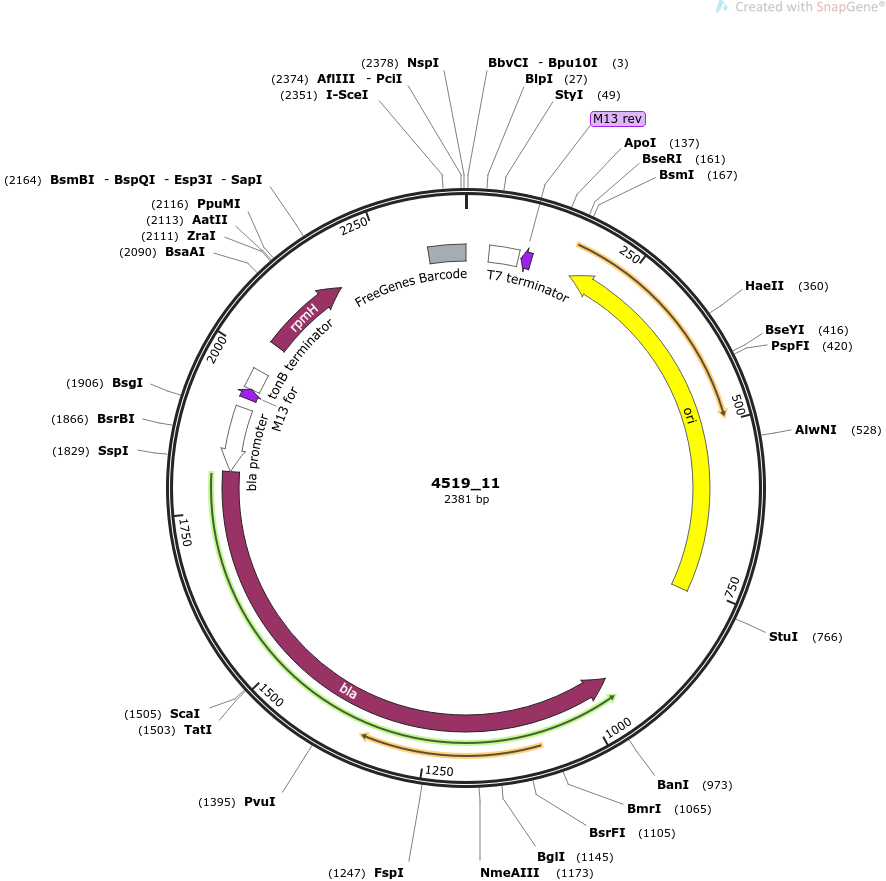 Created with SnapGene®
(2378) NspI
BbvCI - Bpu10I (3)
(2374) AflIII - PciI
BlpI (27)
(2351) I-SceI
StyI (49)
M13 rev
ApoI (137)
BseRI (161)
BsmI (167)
(2164) BsmBI - BspQI - Esp3I - SapI
(2116) PpuMI
(2113) AatII
(2111) ZraI
(2090) BsaAI
2250
250
FreeGenes Barcode
T7 terminator
HaeII (360)
rpmH
BseYI (416)
PspFI (420)
2000
tonB terminator
(1906) BsgI
M13 for
500
ori
(1866) BsrBI
AlwNI (528)
(1829) SspI
bla promoter
4519_11
2381 bp
1750
750
StuI (766)
bla
1500
(1505) ScaI
(1503) TatI
1000
1250
BanI (973)
(1395) PvuI
BmrI (1065)
BsrFI (1105)
BglI (1145)
(1247) FspI
NmeAIII (1173)